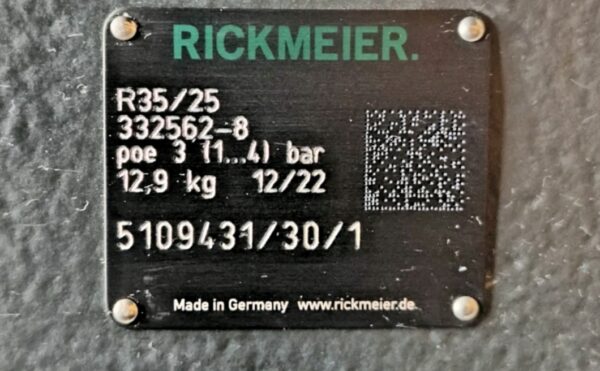 RICKMEIER.
R35/25
332562-8
poe 3 (1...4) bar
12,9 kg 12/22
5109431/30/1
Made in Germany www.rickmeier.de